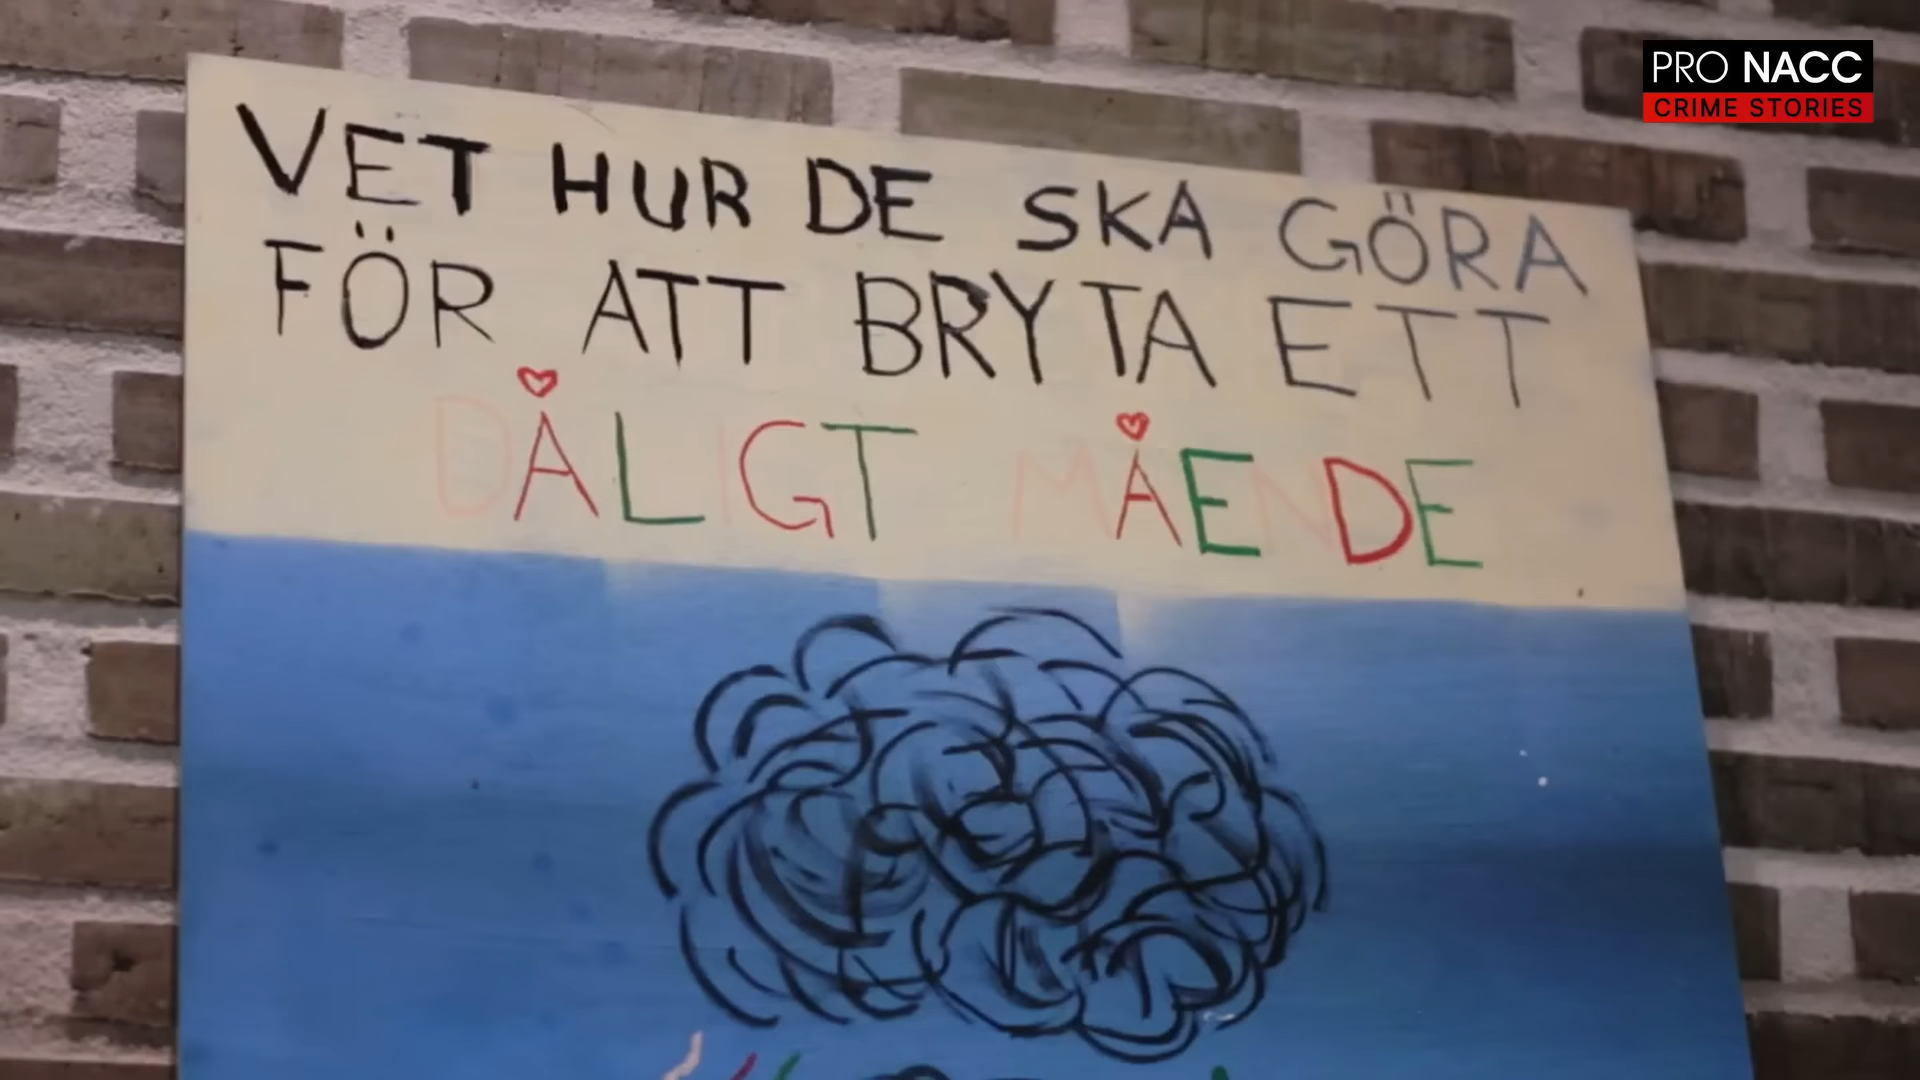 PRO NACC
CRIME STORIES
VET HUR DE SKA GÖRA
FÖR ATT BRYTA ETT
DÅLIGT MÅENDE